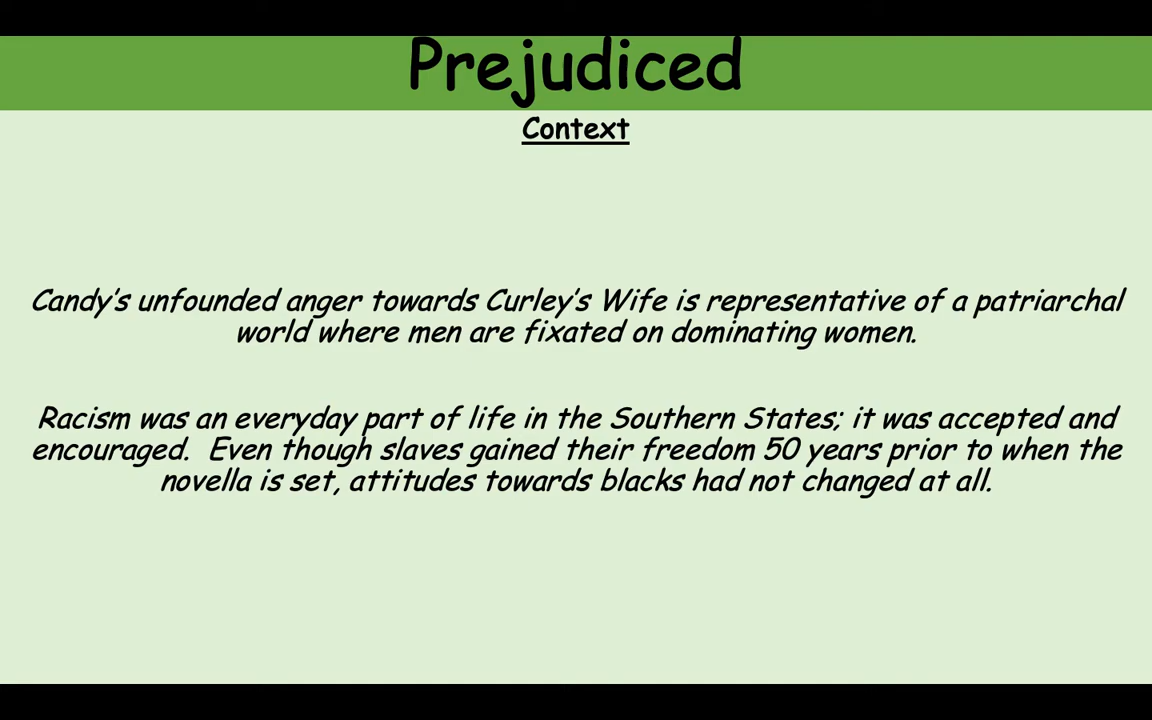 Prejudiced
Context
Candy's unfounded anger towards Curley's Wife is representative of a patriarchal
world where men are fixated on dominating women.
Racism was an everyday part of life in the Southern States; it was accepted and
encouraged.  Even though slaves gained their freedom 50 years prior to when the
novella is set, attitudes towards blacks had not changed at all.